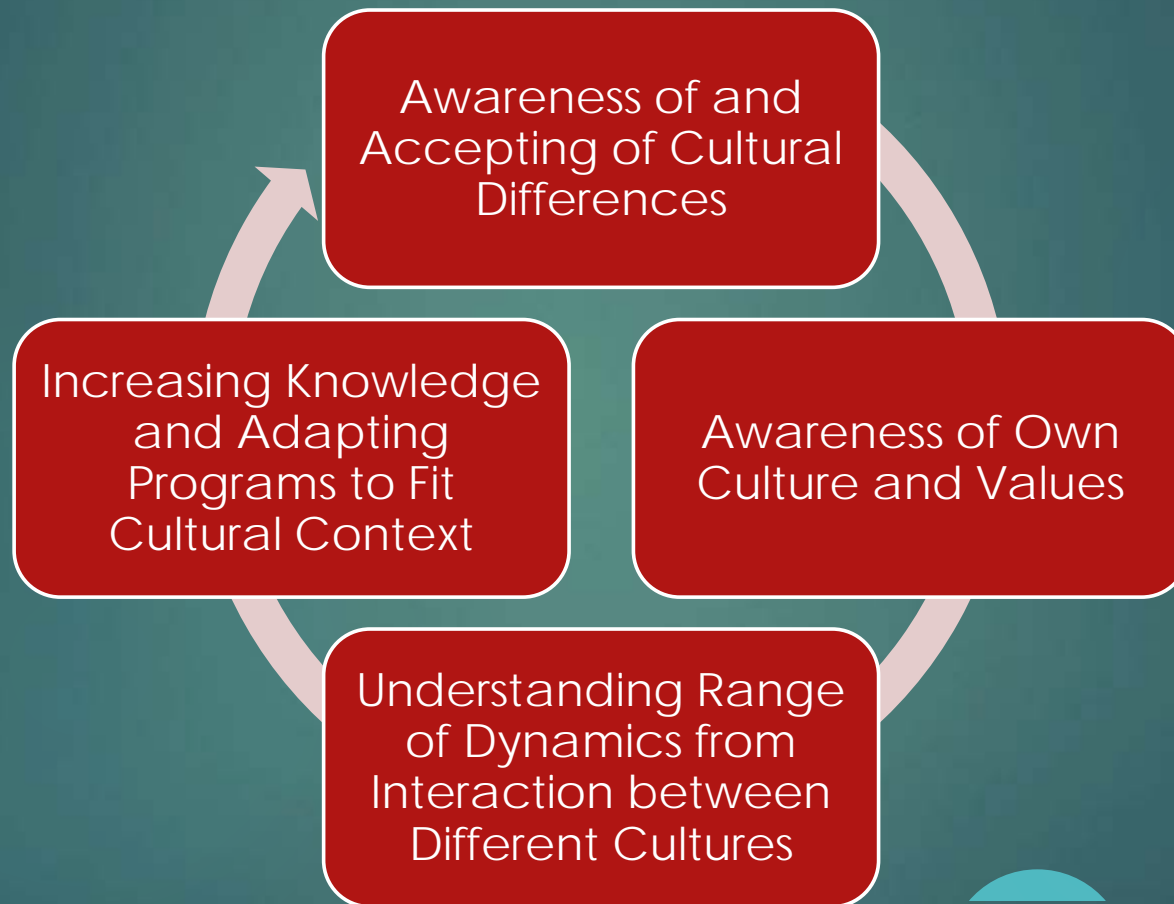 Awareness of and
Accepting of Cultural
Differences
Awareness of Own
Culture and Values
Understanding Range
of Dynamics from
Interaction between
Different Cultures
Increasing Knowledge
and Adapting
Programs to Fit
Cultural Context